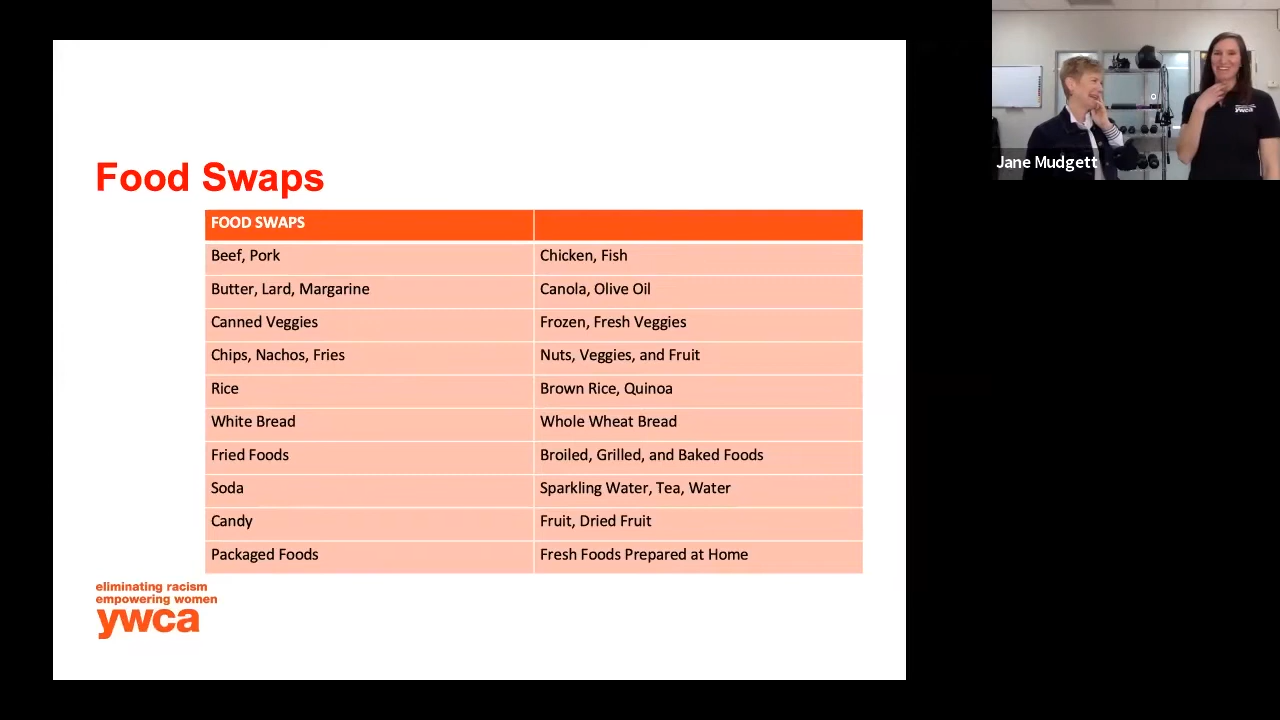 Food Swaps
FOOD SWAPS
Beef, Pork
Chicken, Fish
Butter, Lard, Margarine
Canola, Olive Oil
Canned Veggies
Frozen, Fresh Veggies
Chips, Nachos, Fries
Nuts, Veggies, and Fruit
Rice
Brown Rice, Quinoa
White Bread
Whole Wheat Bread
Fried Foods
Broiled, Grilled, and Baked Foods
Soda
Sparkling Water, Tea, Water
Candy
Fruit, Dried Fruit
Packaged Foods
Fresh Foods Prepared at Home
eliminating racism
empowering women
ywca
Jane Mudgett
ywca